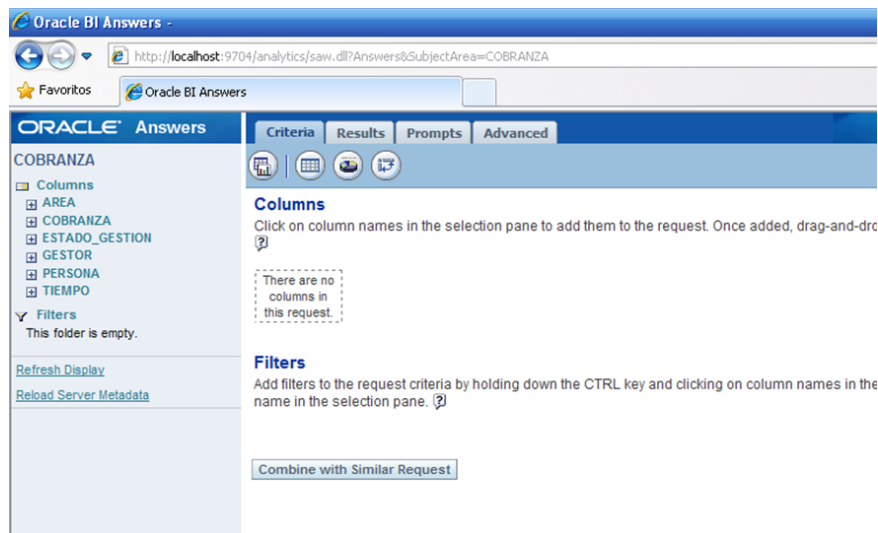 Oracle BI Answers -
http://localhost:9704/analytics/saw.dll?Answers&SubjectArea=COBRANZA
Favoritos
Oracle BI Answers
ORACLE Answers
Criteria
Results
Prompts
Advanced
COBRANZA
Columns
AREA
COBRANZA
ESTADO_GESTION
GESTOR
PERSONA
TIEMPO
Filters
This folder is empty.
Refresh Display
Reload Server Metadata
Columns
Click on column names in the selection pane to add them to the request. Once added, drag-and-dro
There are no
columns in
this request.
Filters
Add filters to the request criteria by holding down the CTRL key and clicking on column names in the
name in the selection pane.
Combine with Similar Request